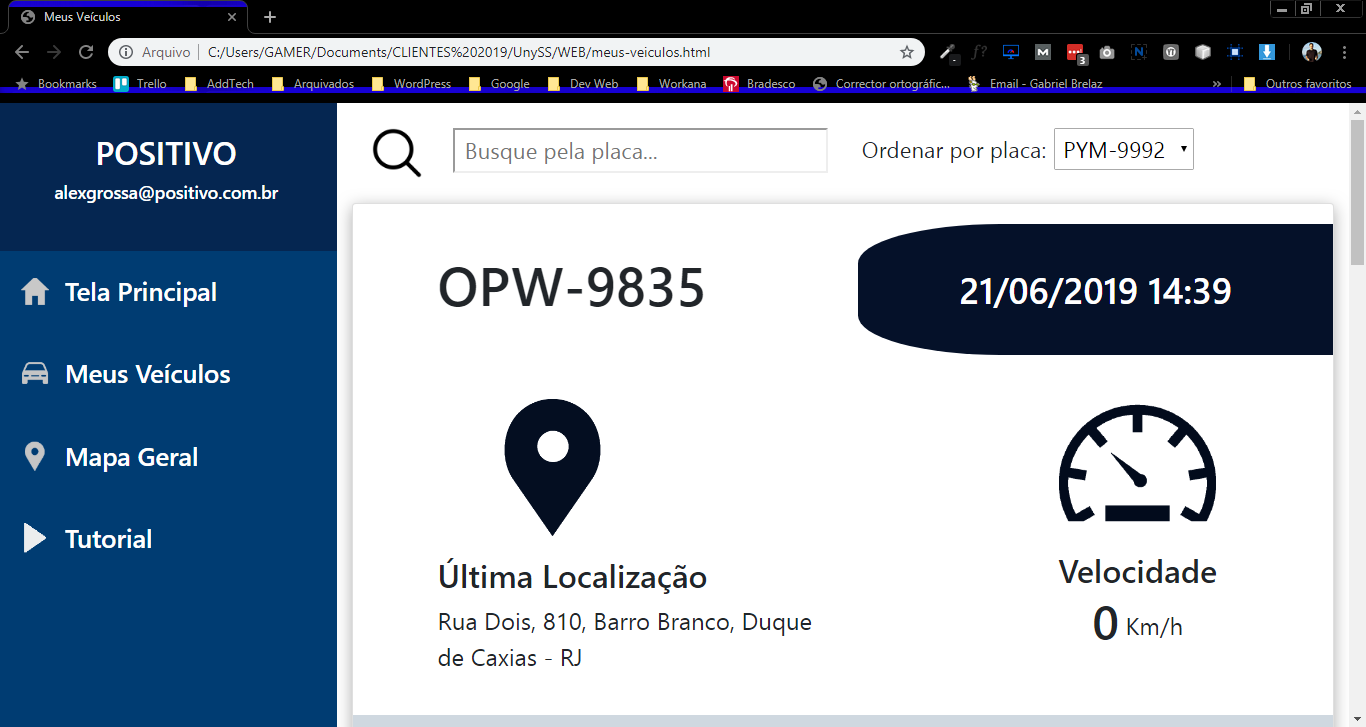 Meus Veículos
Arquivo | C:/Users/GAMER/Documents/CLIENTES%202019/UnySS/WEB/meus-veiculos.html
Bookmarks Trello AddTech Arquivados WordPress Google Dev Web Workana Bradesco Corrector ortográfic... Email - Gabriel Brelaz » Outros favoritos
POSITIVO
alexgrossa@positivo.com.br
Tela Principal
Meus Veículos
Mapa Geral
Tutorial
Busque pela placa...
Ordenar por placa: PYM-9992
OPW-9835
21/06/2019 14:39
Última Localização
Rua Dois, 810, Barro Branco, Duque
de Caxias - RJ
Velocidade
0 Km/h